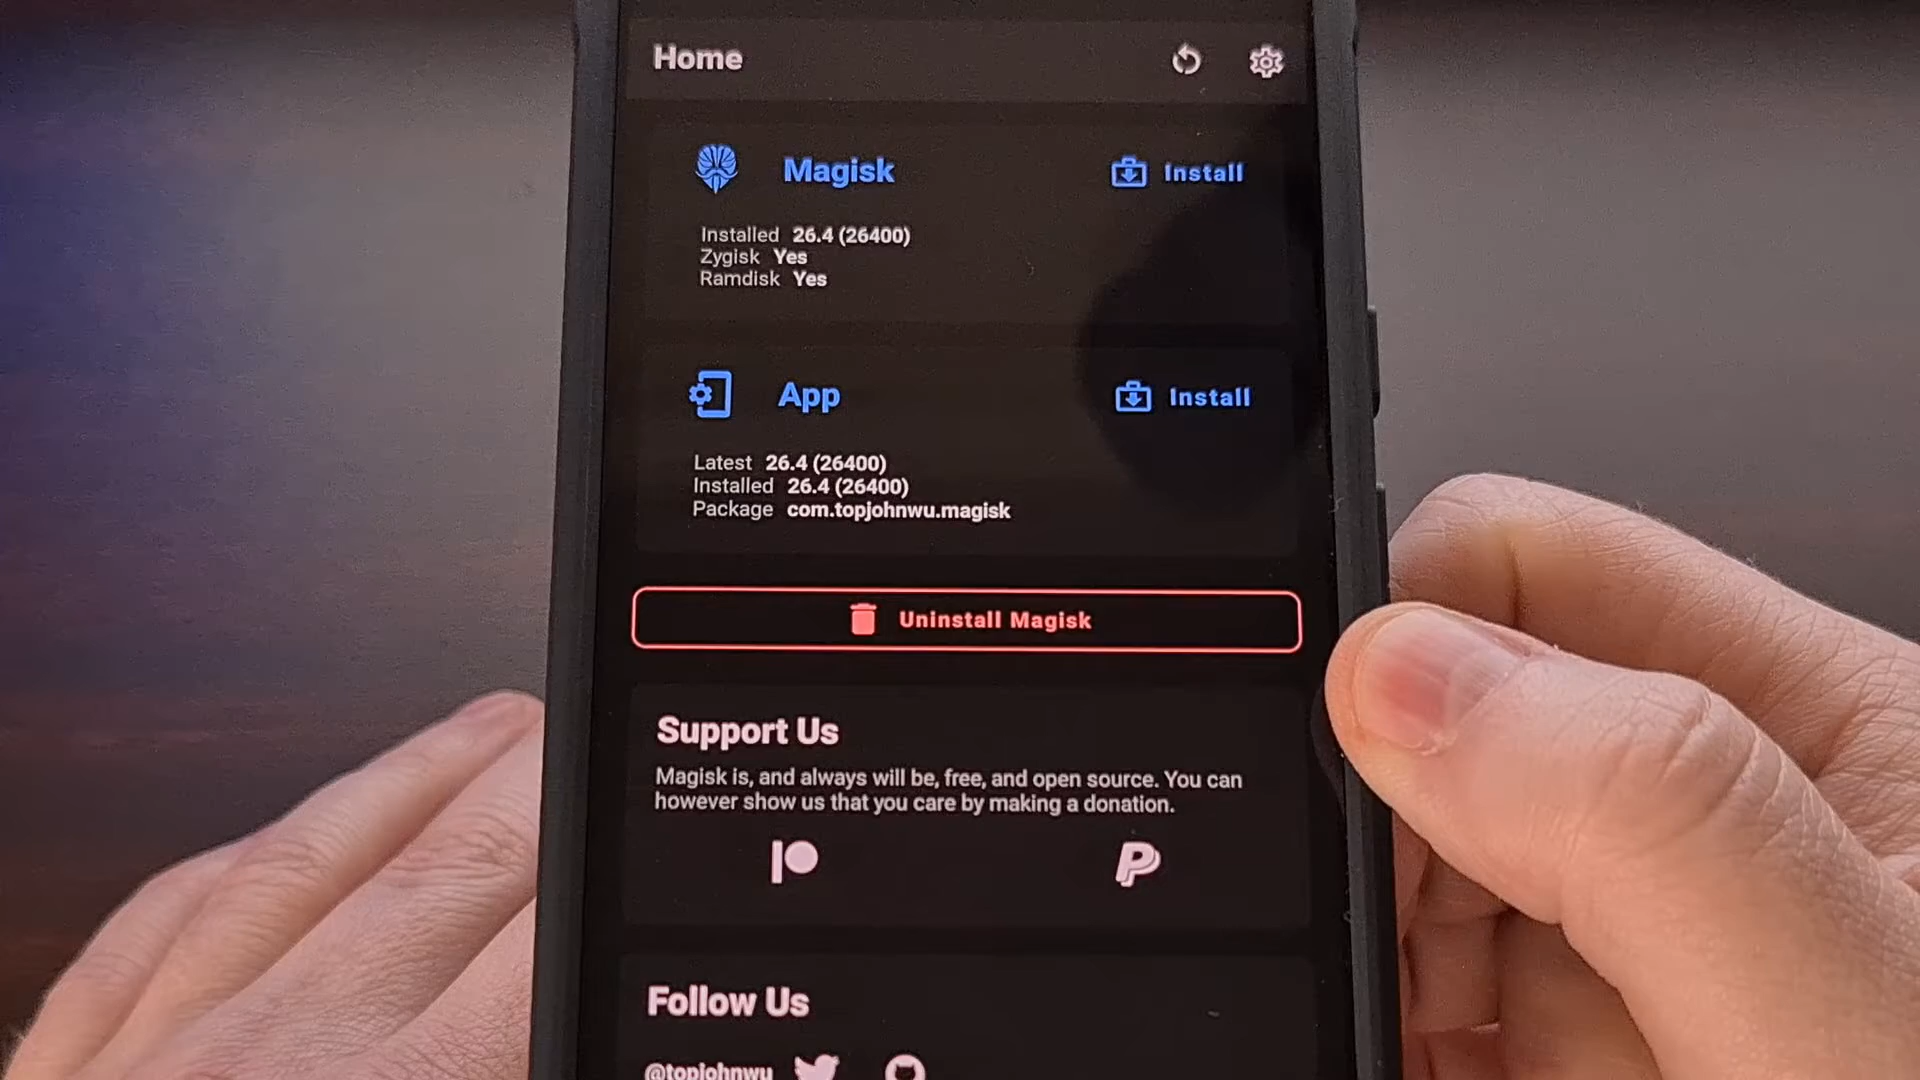 Home
Magisk
Install
Installed 26.4 (26400)
Zygisk Yes
Ramdisk Yes
App
Install
Latest 26.4 (26400)
Installed 26.4 (26400)
Package com.topjohnwu.magisk
Uninstall Magisk
Support Us
Magisk is, and always will be, free, and open source. You can
however show us that you care by making a donation.
Follow Us
@topjohnwu